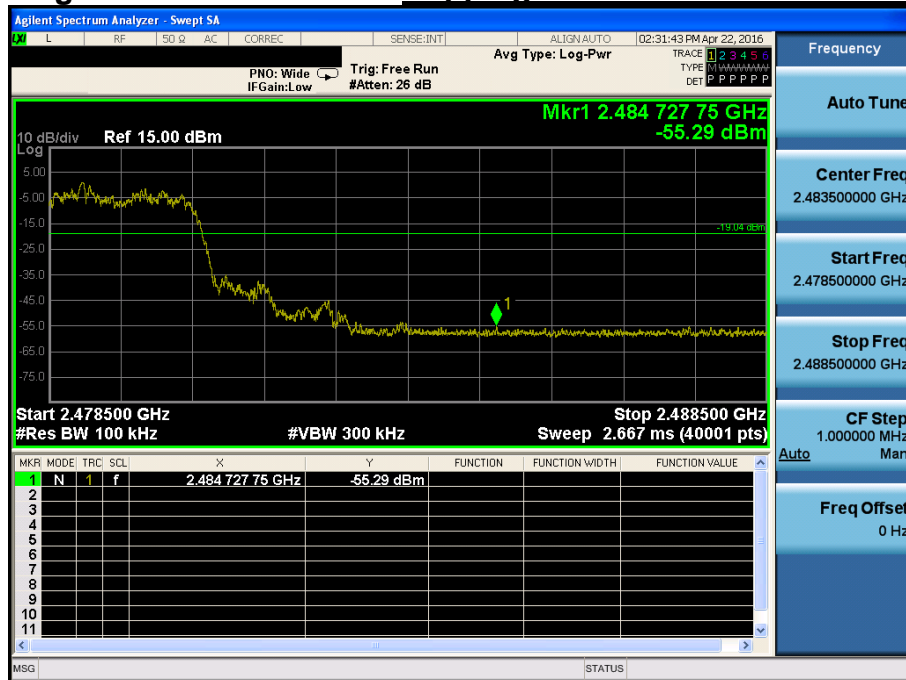 Agilent Spectrum Analyzer - Swept SA
LXI L RF 50 Ω AC CORREC SENSE:INT ALIGNAUTO 02:31:43 PM Apr 22, 2016
Frequency
Avg Type: Log-Pwr
TRACE 1 2 3 4 5 6
PNO: Wide
Trig: Free Run
TYPE M WWWWW
IFGain:Low
#Atten: 26 dB
DET P P P P P P
Auto Tune
Mkr1 2.484 727 75 GHz
-55.29 dBm
10 dB/div Ref 15.00 dBm
Log
5.00
-5.00
-15.0
-19.04 dBm
-25.0
-35.0
-45.0
-55.0
-65.0
-75.0
1
Center Freq
2.483500000 GHz
Start Freq
2.478500000 GHz
Stop Freq
2.488500000 GHz
Start 2.478500 GHz Stop 2.488500 GHz
#Res BW 100 kHz #VBW 300 kHz Sweep 2.667 ms (40001 pts)
CF Step
1.000000 MHz
Auto Man
MKR MODE TRC SCL X Y FUNCTION FUNCTION WIDTH FUNCTION VALUE
1 N 1 f 2.484 727 75 GHz -55.29 dBm
2
3
4
5
6
7
8
9
10
11
Freq Offset
0 Hz
MSG STATUS